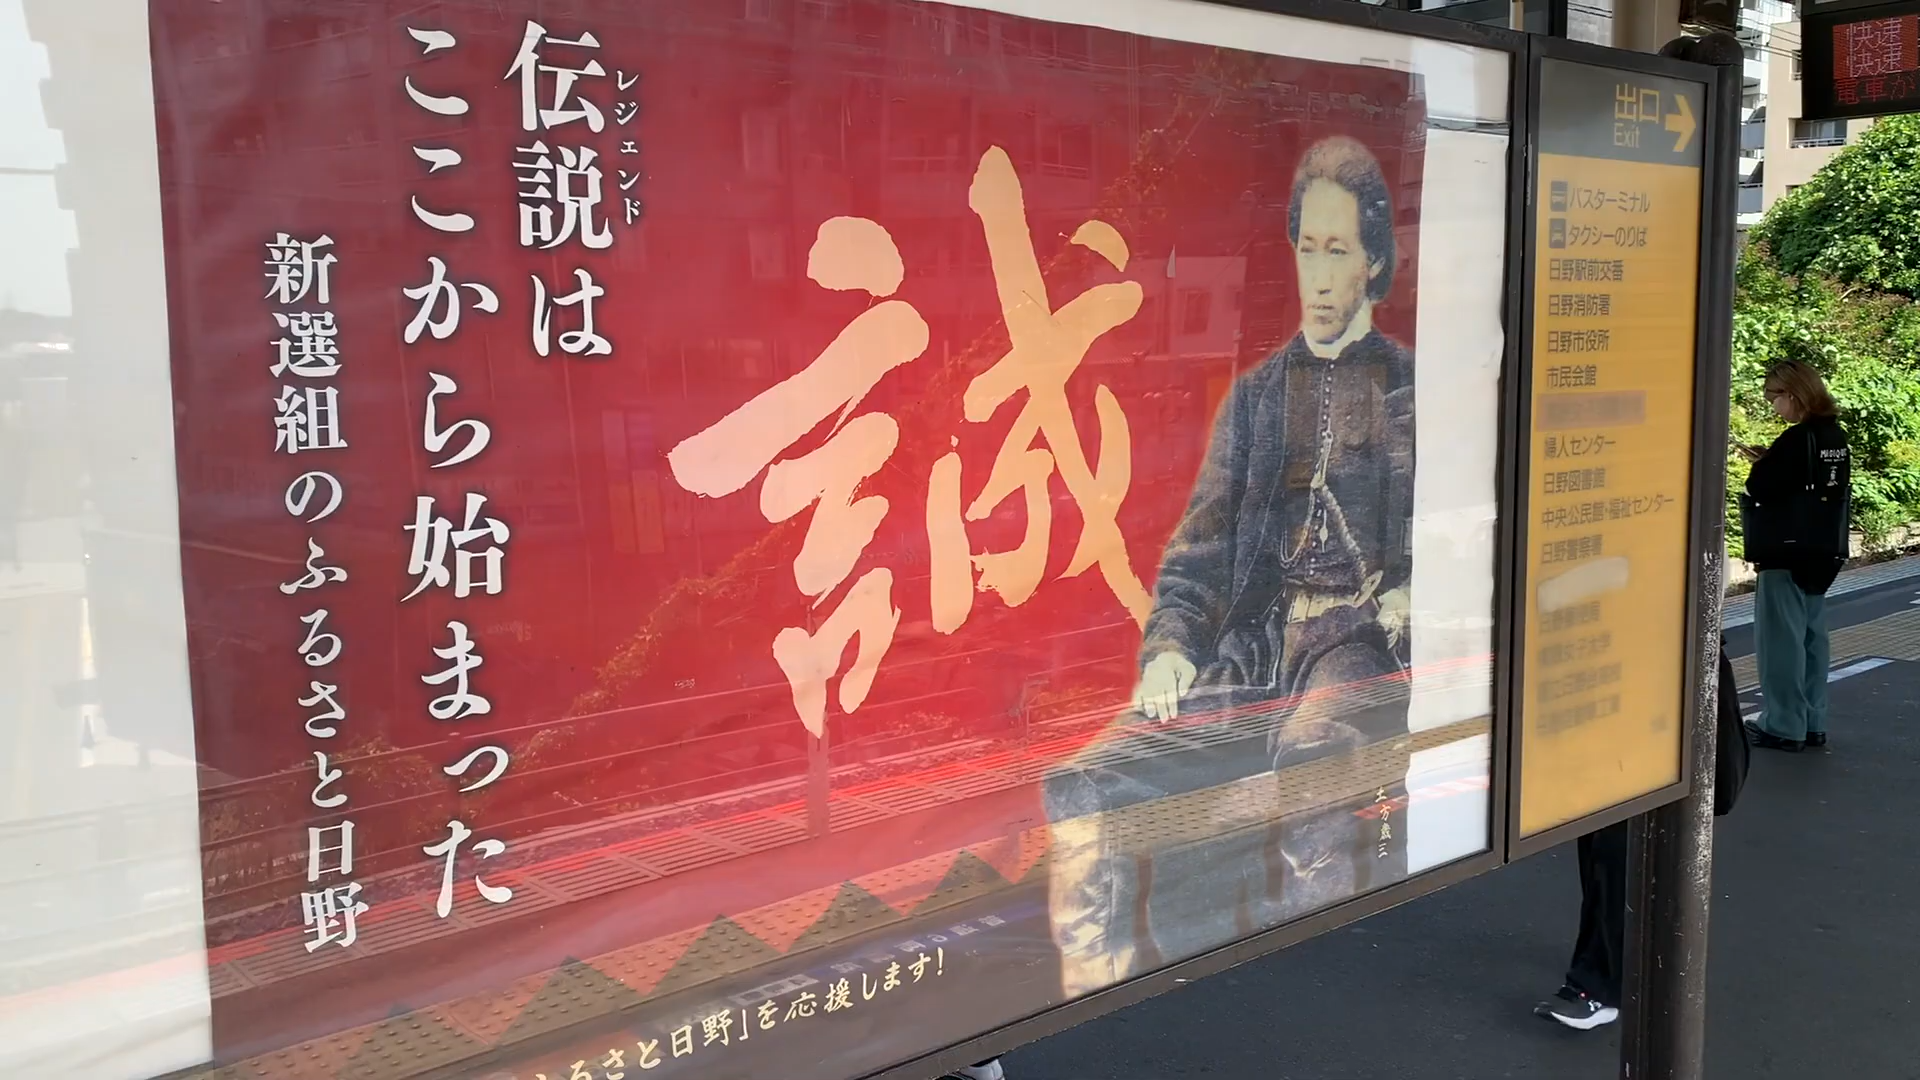 伝説は
レジェンド
ここから始まった
新選組のふるさと日野
誠
土方歳三
るさと日野」を応援します!
出口
Exit
バスターミナル
タクシーのりば
日野駅前交番
日野消防署
日野市役所
市民会館
婦人センター
日野図書館
中央公民館・福祉センター
日野警察署
快速
快速
電車が